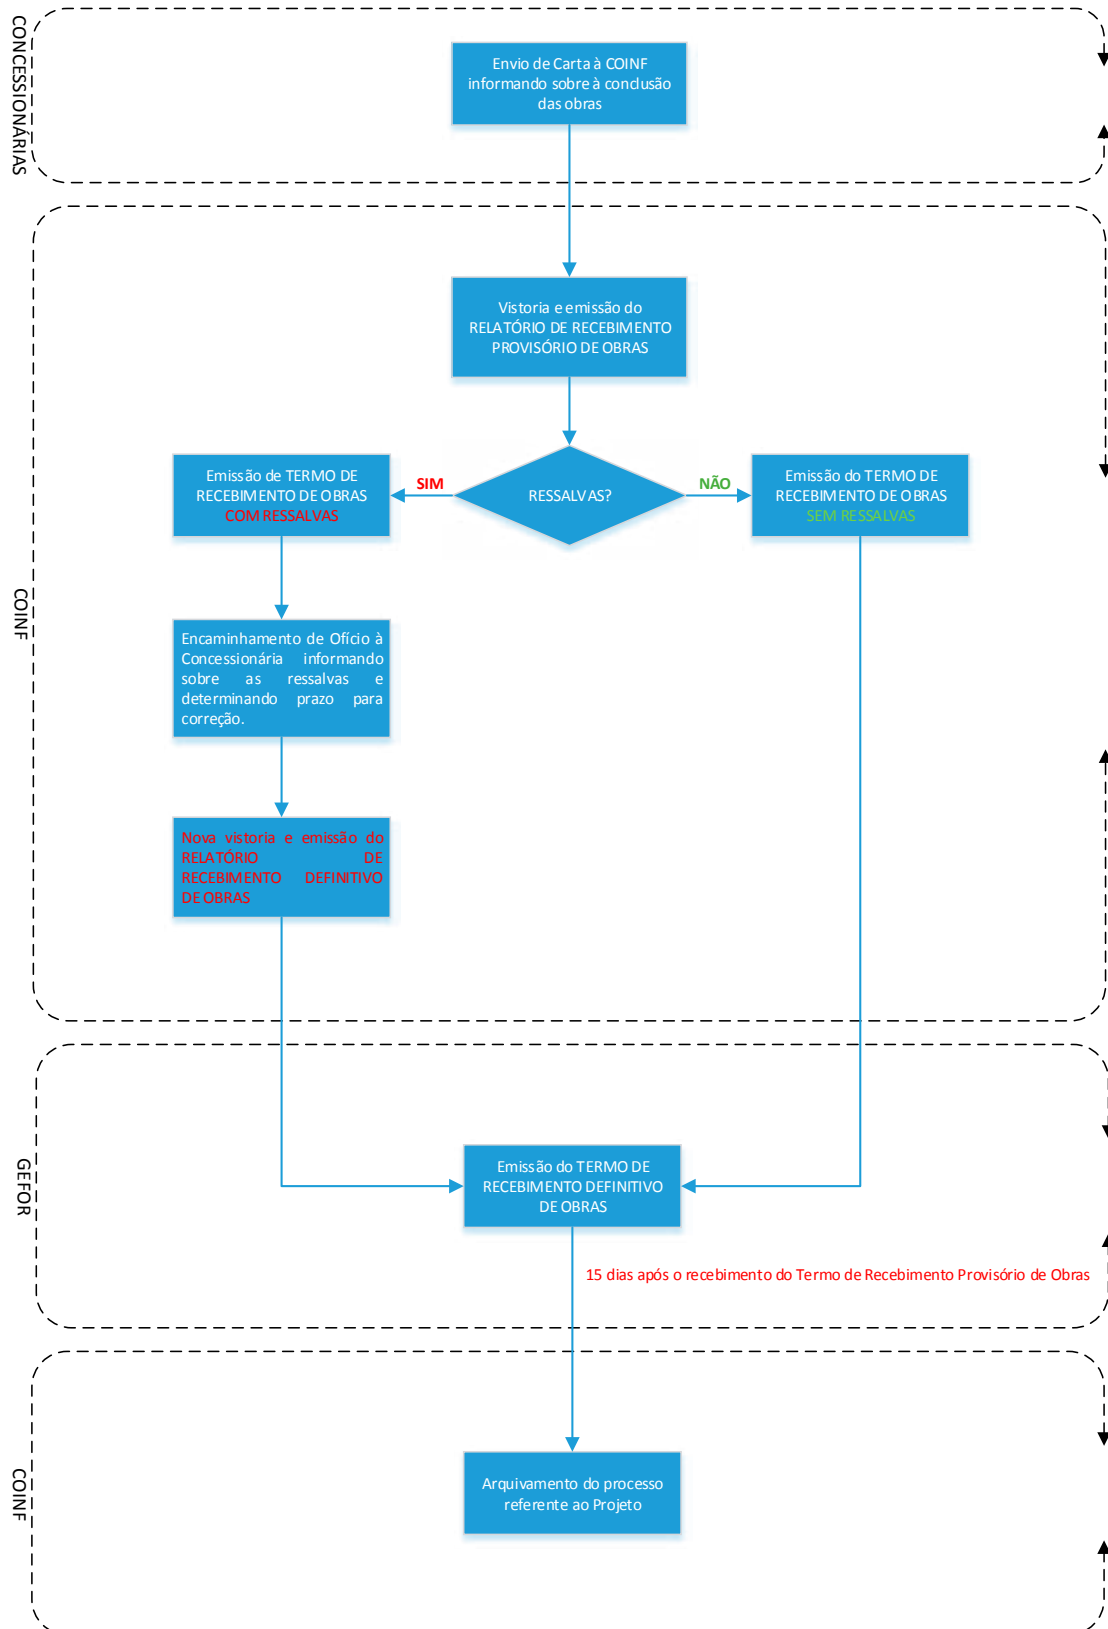 CONCESSIONÁRIAS
Envio de Carta à COINF
informando sobre à conclusão
das obras
COINF
Vistoria e emissão do
RELATÓRIO DE RECEBIMENTO
PROVISÓRIO DE OBRAS
RESSALVAS?
SIM
NÃO
Emissão de TERMO DE
RECEBIMENTO DE OBRAS
COM RESSALVAS
Emissão do TERMO DE
RECEBIMENTO DE OBRAS
SEM RESSALVAS
Encaminhamento de Ofício à
Concessionária informando
sobre as ressalvas e
determinando prazo para
correção.
Nova vistoria e emissão do
RELATÓRIO DE
RECEBIMENTO DEFINITIVO
DE OBRAS
GEFOR
Emissão do TERMO DE
RECEBIMENTO DEFINITIVO
DE OBRAS
15 dias após o recebimento do Termo de Recebimento Provisório de Obras
COINF
Arquivamento do processo
referente ao Projeto